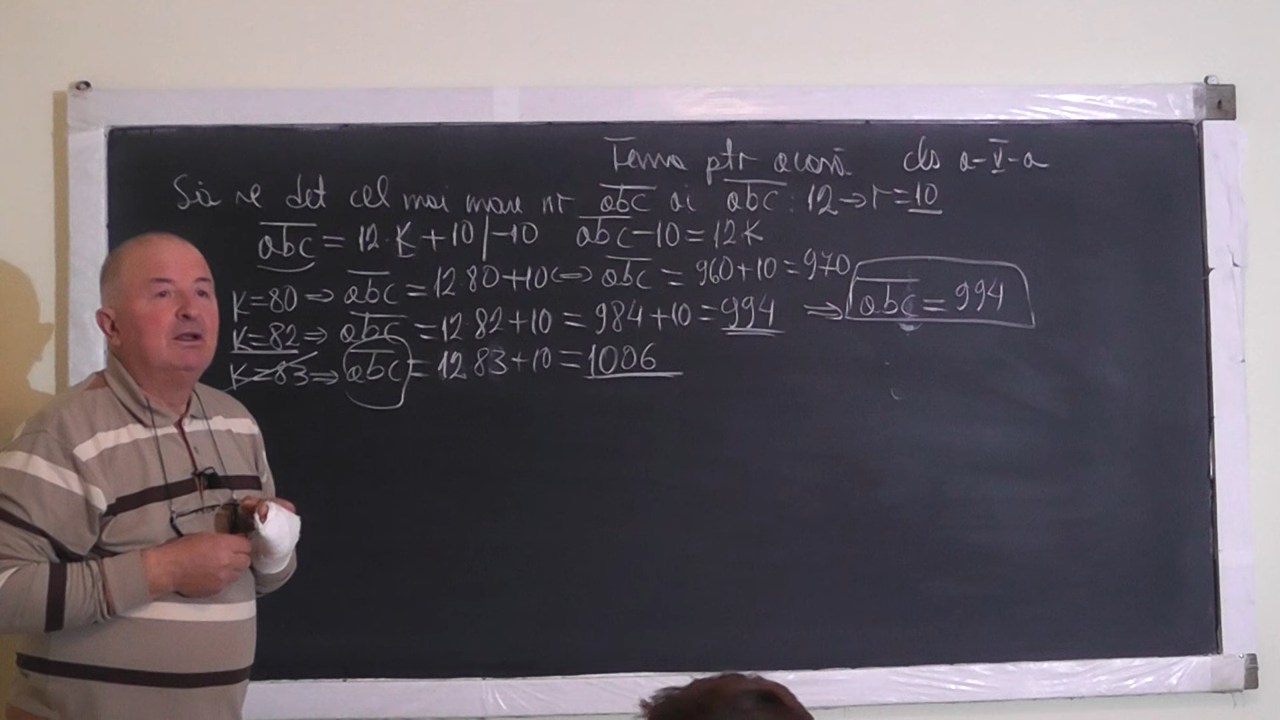 Temă ptr acasă cls a-V-a
Să se det cel mai mare nr abc ai abc : 12 → r = 10
abc = 12·K + 10 | -10 abc - 10 = 12K
K=80 ⇒ abc = 12·80 + 10 ⇔ abc = 960 + 10 = 970
K=82 ⇒ abc = 12·82 + 10 = 984 + 10 = 994 ⇒ abc = 994
K=83 ⇒ abc = 12·83 + 10 = 1006